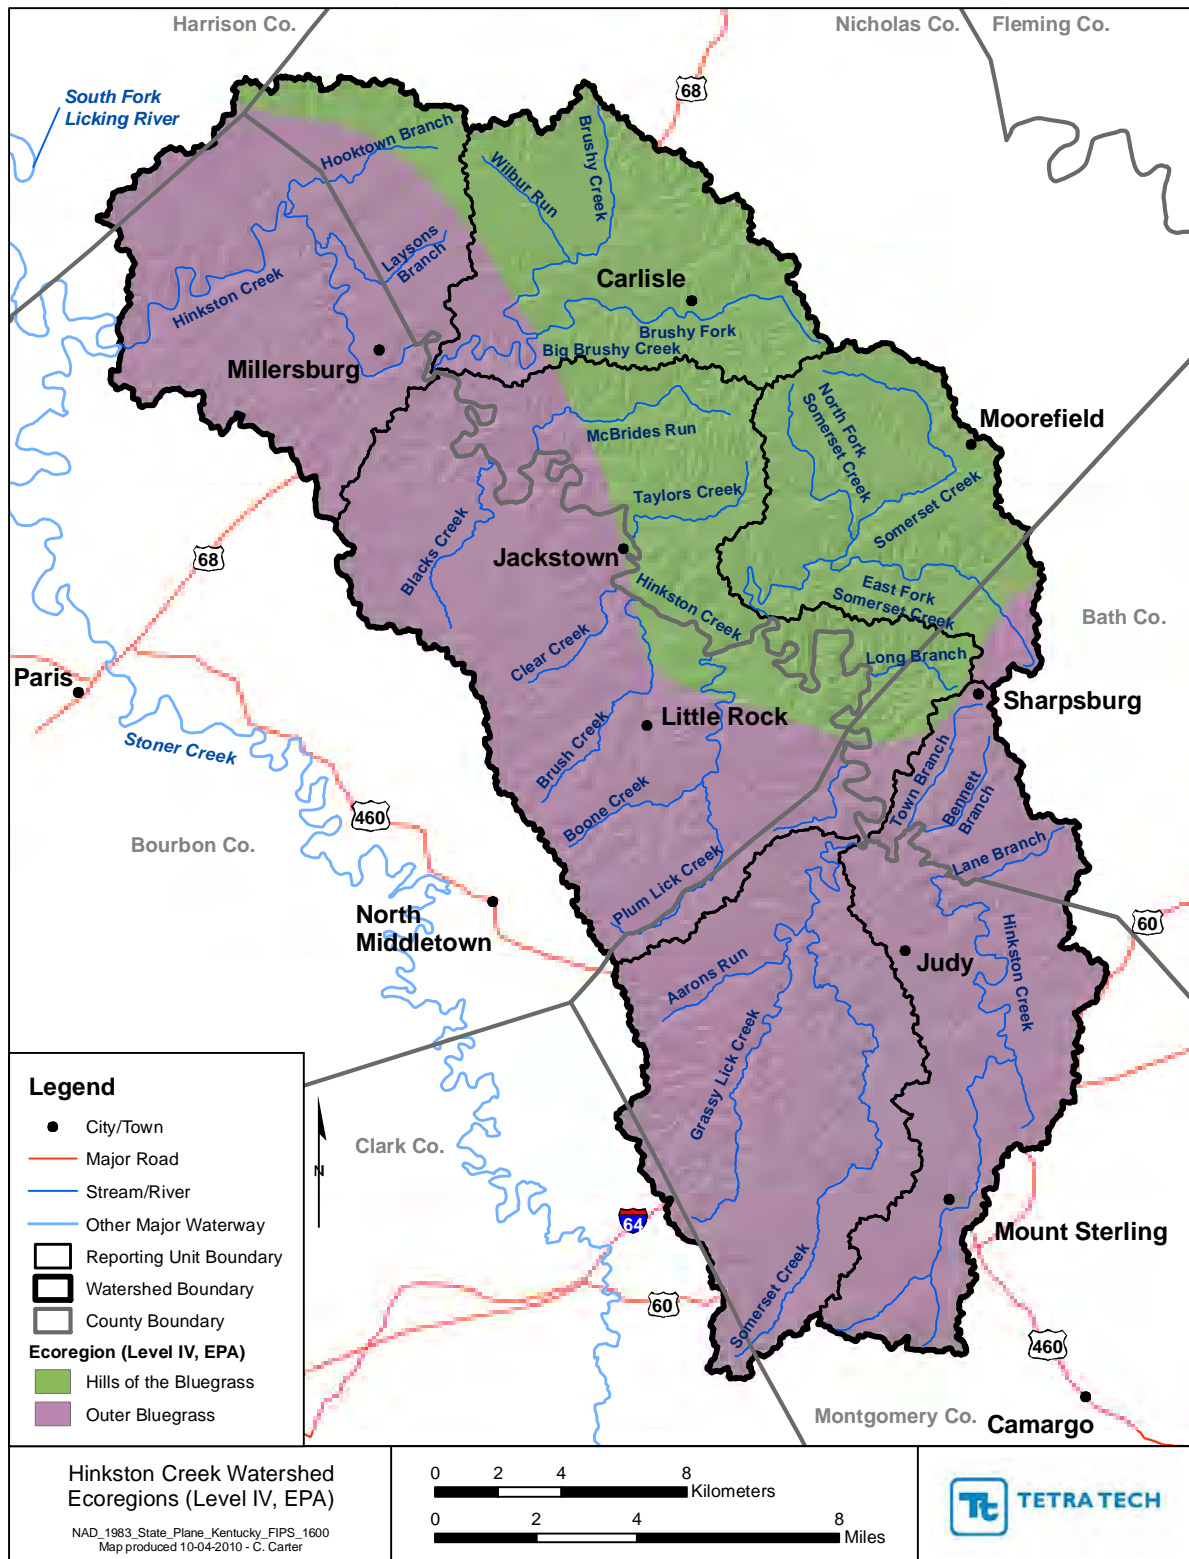 Harrison Co.
Nicholas Co.
Fleming Co.
South Fork
Licking River
68
Hooktown Branch
Brushy Creek
Wilbur Run
Laysons
Branch
Hinkston Creek
Carlisle
Brushy Fork
Big Brushy Creek
Millersburg
North Fork
Somerset Creek
Moorefield
McBrides Run
Taylors Creek
Somerset Creek
Blacks Creek
Jackstown
68
Hinkston Creek
East Fork
Somerset Creek
Bath Co.
Clear Creek
Long Branch
Paris
Sharpsburg
Little Rock
Stoner Creek
Brush Creek
Town Branch
Bennett
Branch
460
Boone Creek
Bourbon Co.
Lane Branch
Plum Lick Creek
North
Middletown
60
Hinkston Creek
Judy
Aarons Run
Grassy Lick Creek
Legend
City/Town
Major Road
Stream/River
Other Major Waterway
Reporting Unit Boundary
Watershed Boundary
County Boundary
Ecoregion (Level IV, EPA)
Hills of the Bluegrass
Outer Bluegrass
N
Clark Co.
64
Mount Sterling
Somerset Creek
60
460
Montgomery Co.
Camargo
Hinkston Creek Watershed
Ecoregions (Level IV, EPA)
NAD_1983_State_Plane_Kentucky_FIPS_1600
Map produced 10-04-2010 - C. Carter
0 2 4 8
Kilometers
0 2 4 8
Miles
Tt
TETRA TECH